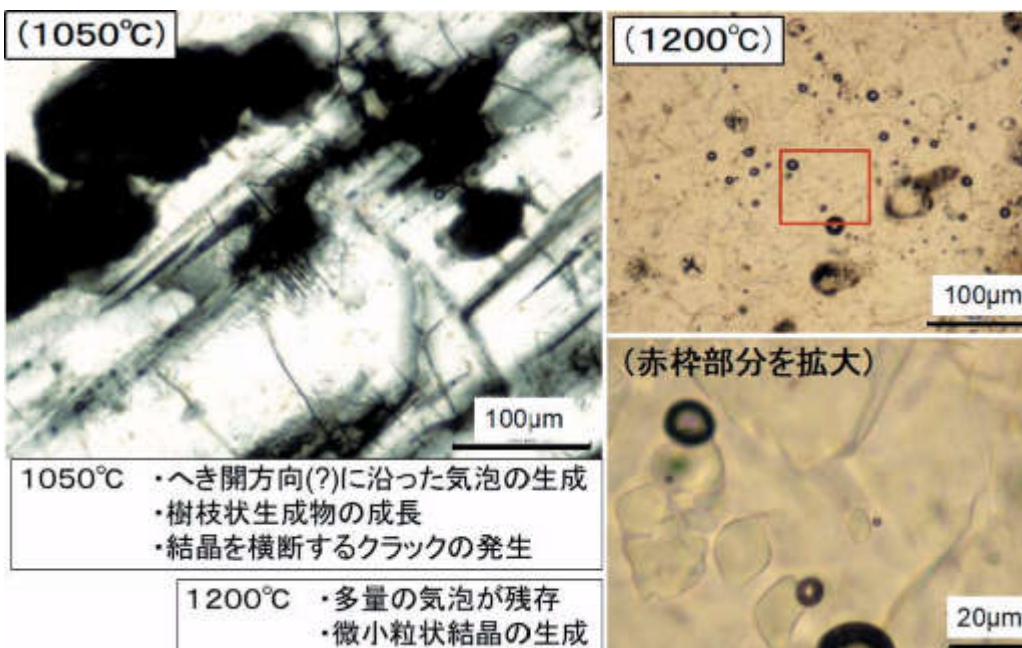 (1050℃)
100μm
1050℃ ・へき開方向(?)に沿った気泡の生成
・樹枝状生成物の成長
・結晶を横断するクラックの発生
1200℃ ・多量の気泡が残存
・微小粒状結晶の生成
(1200℃)
100μm
(赤枠部分を拡大)
20μm